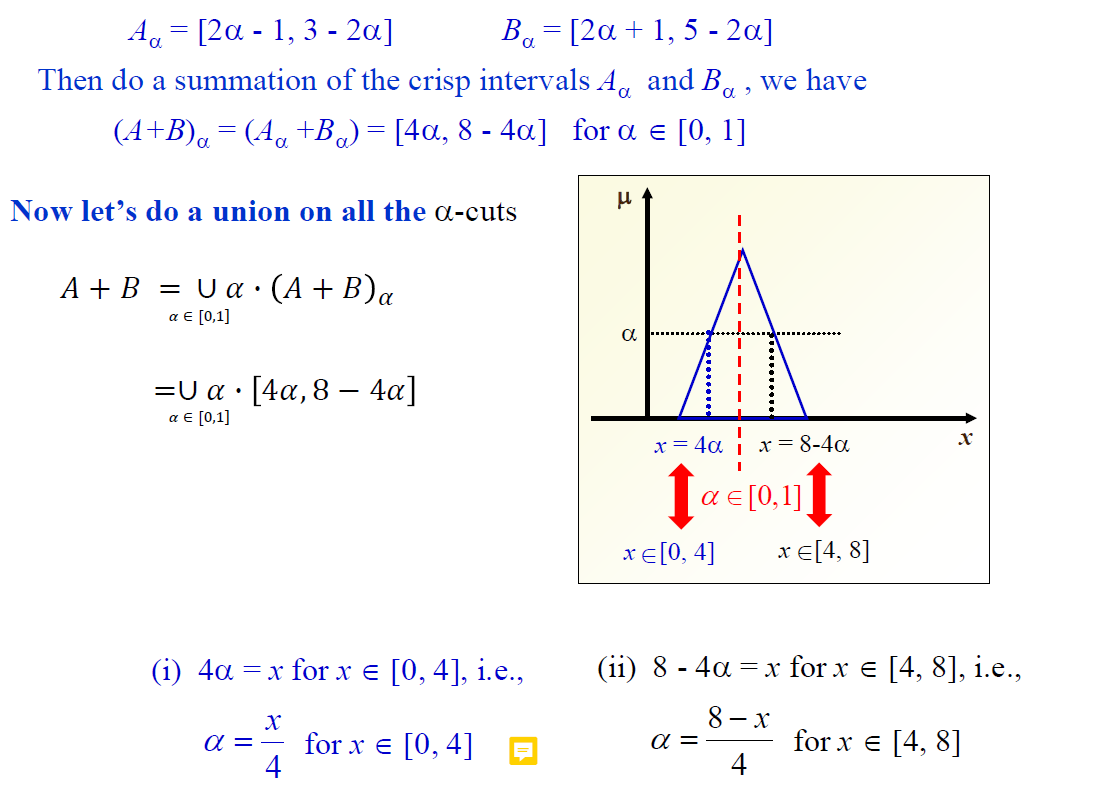 Aα = [2α - 1, 3 - 2α] Bα = [2α + 1, 5 - 2α]
Then do a summation of the crisp intervals Aα and Bα , we have
(A+B)α = (Aα +Bα) = [4α, 8 - 4α] for α ∈ [0, 1]
Now let’s do a union on all the α-cuts
A + B = ∪ α · (A + B)α
α ∈ [0,1]
=∪ α · [4α, 8 − 4α]
α ∈ [0,1]
μ
α
x = 4α x = 8-4α
x
α ∈ [0,1]
x ∈[0, 4] x ∈[4, 8]
(i) 4α = x for x ∈ [0, 4], i.e.,
α = x/4 for x ∈ [0, 4]
(ii) 8 - 4α = x for x ∈ [4, 8], i.e.,
α = (8 − x)/4 for x ∈ [4, 8]